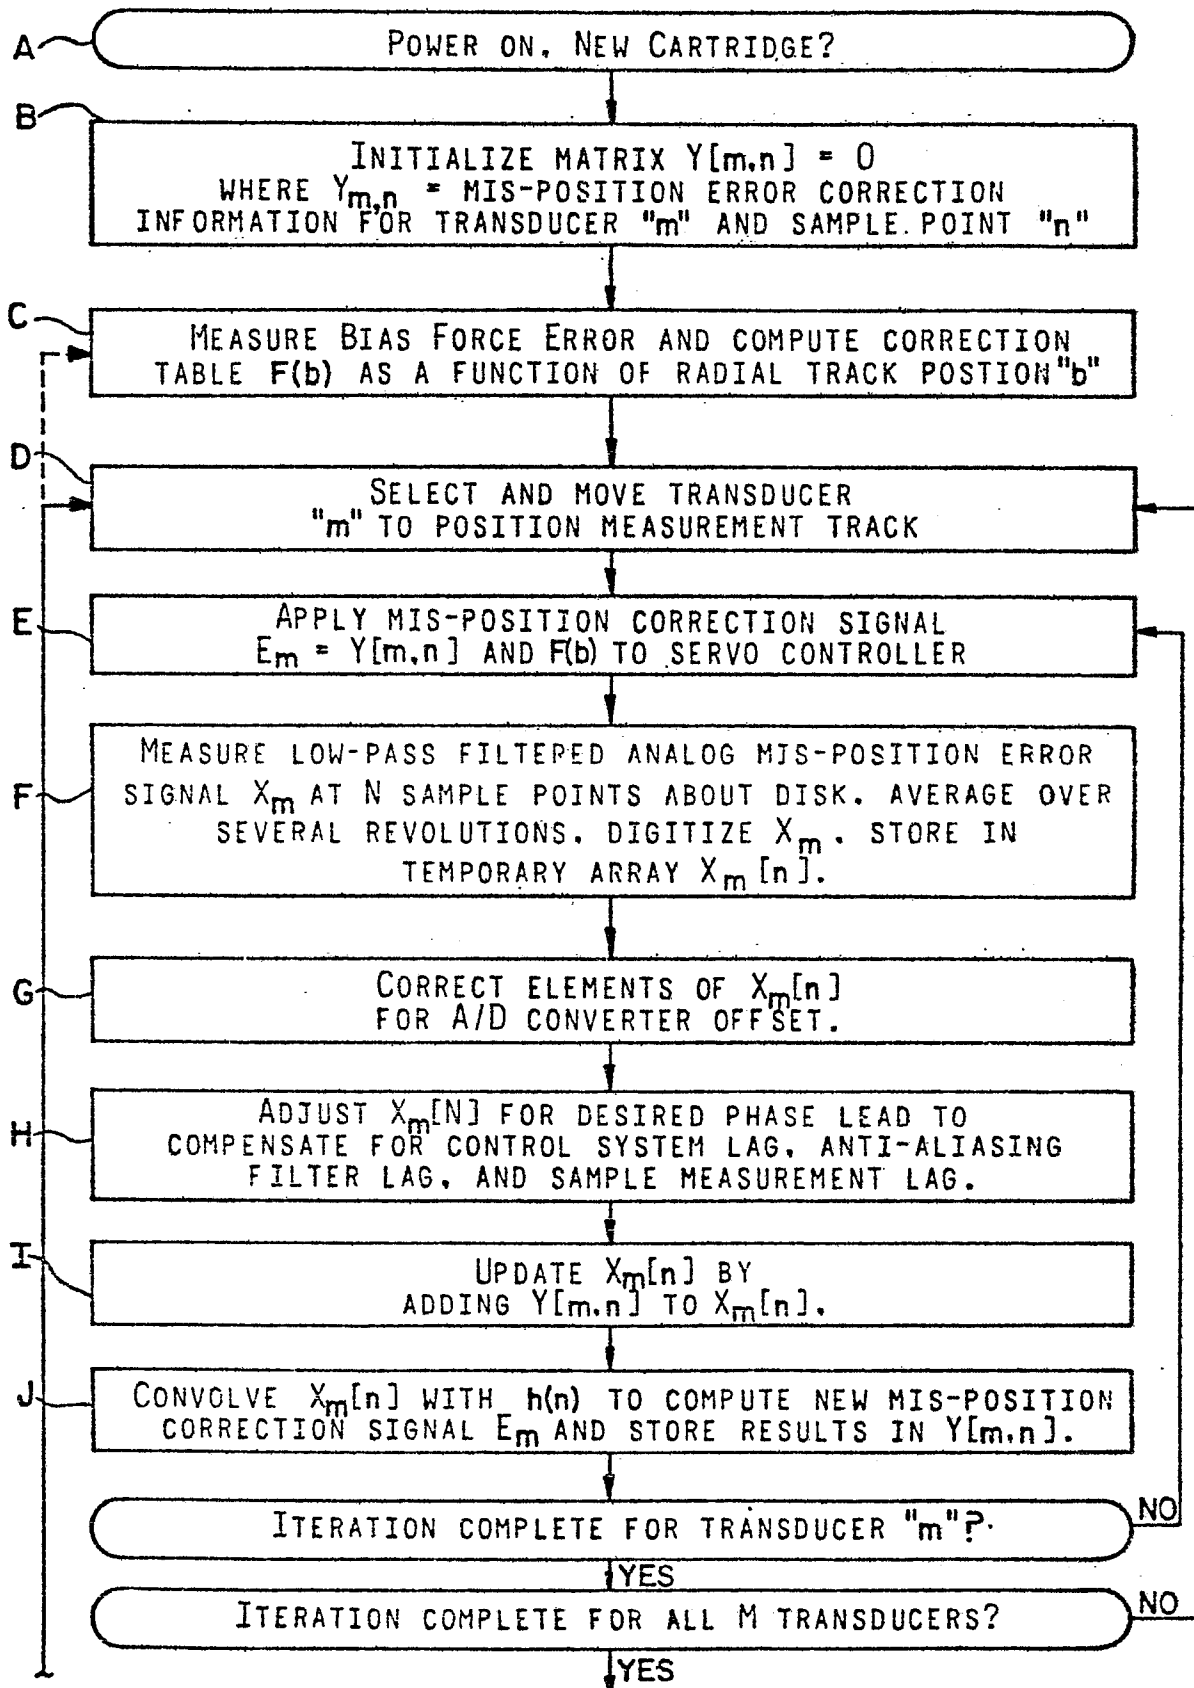 A
POWER ON. NEW CARTRIDGE?
B
INITIALIZE MATRIX Y[m,n] = 0
WHERE Ym,n = MIS-POSITION ERROR CORRECTION
INFORMATION FOR TRANSDUCER "m" AND SAMPLE POINT "n"
C
MEASURE BIAS FORCE ERROR AND COMPUTE CORRECTION
TABLE F(b) AS A FUNCTION OF RADIAL TRACK POSTION "b"
D
SELECT AND MOVE TRANSDUCER
"m" TO POSITION MEASUREMENT TRACK
E
APPLY MIS-POSITION CORRECTION SIGNAL
Em = Y[m,n] AND F(b) TO SERVO CONTROLLER
F
MEASURE LOW-PASS FILTERED ANALOG MIS-POSITION ERROR
SIGNAL Xm AT N SAMPLE POINTS ABOUT DISK. AVERAGE OVER
SEVERAL REVOLUTIONS. DIGITIZE Xm. STORE IN
TEMPORARY ARRAY Xm[n].
G
CORRECT ELEMENTS OF Xm[n]
FOR A/D CONVERTER OFFSET.
H
ADJUST Xm[N] FOR DESIRED PHASE LEAD TO
COMPENSATE FOR CONTROL SYSTEM LAG, ANTI-ALIASING
FILTER LAG, AND SAMPLE MEASUREMENT LAG.
I
UPDATE Xm[n] BY
ADDING Y[m,n] TO Xm[n].
J
CONVOLVE Xm[n] WITH h(n) TO COMPUTE NEW MIS-POSITION
CORRECTION SIGNAL Em AND STORE RESULTS IN Y[m,n].
ITERATION COMPLETE FOR TRANSDUCER "m"?
NO
YES
ITERATION COMPLETE FOR ALL M TRANSDUCERS?
NO
YES